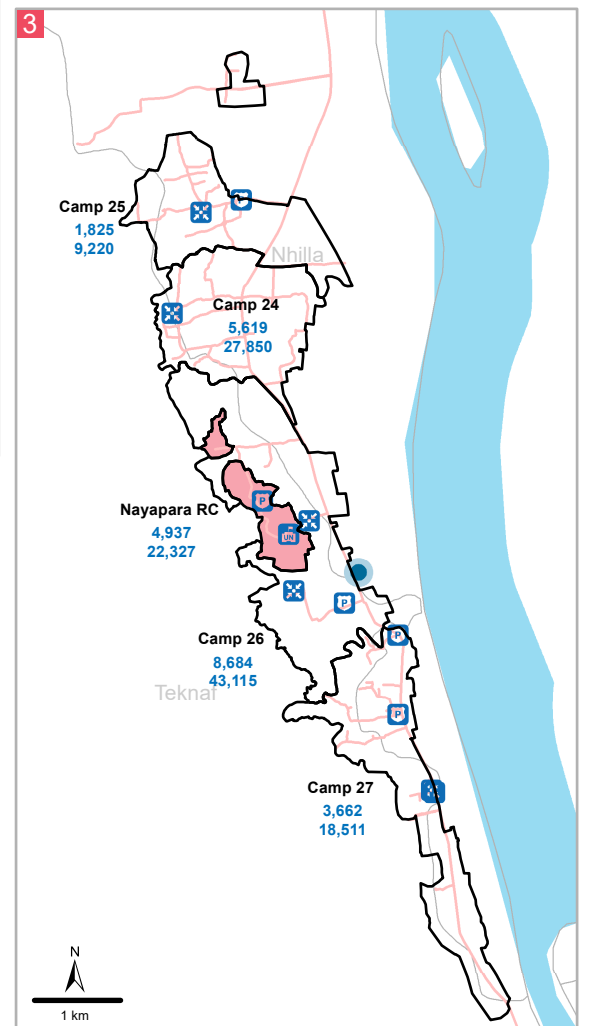 3
Camp 25
1,825
9,220
Nhilla
Camp 24
5,619
27,850
Nayapara RC
4,937
22,327
P
UN
P
P
Camp 26
8,684
43,115
Teknaf
P
Camp 27
3,662
18,511
N
1 km